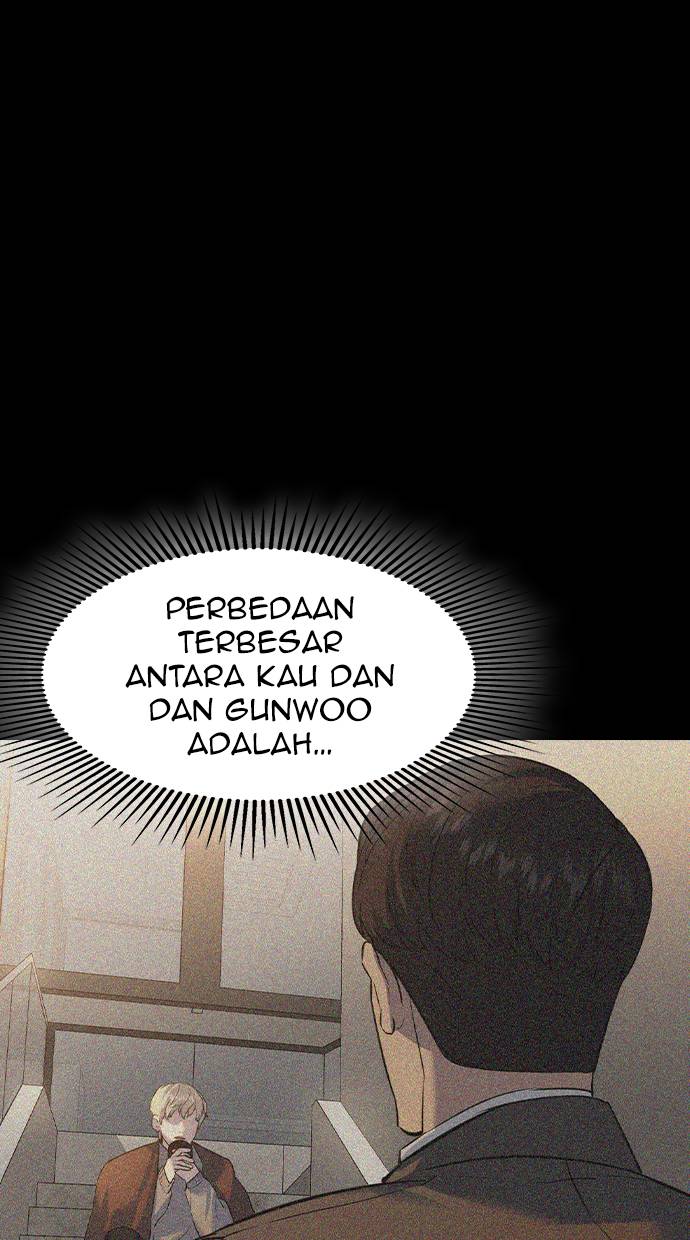 PERBEDAAN
TERBESAR
ANTARA KAU DAN
DAN GUNWOO
ADALAH...